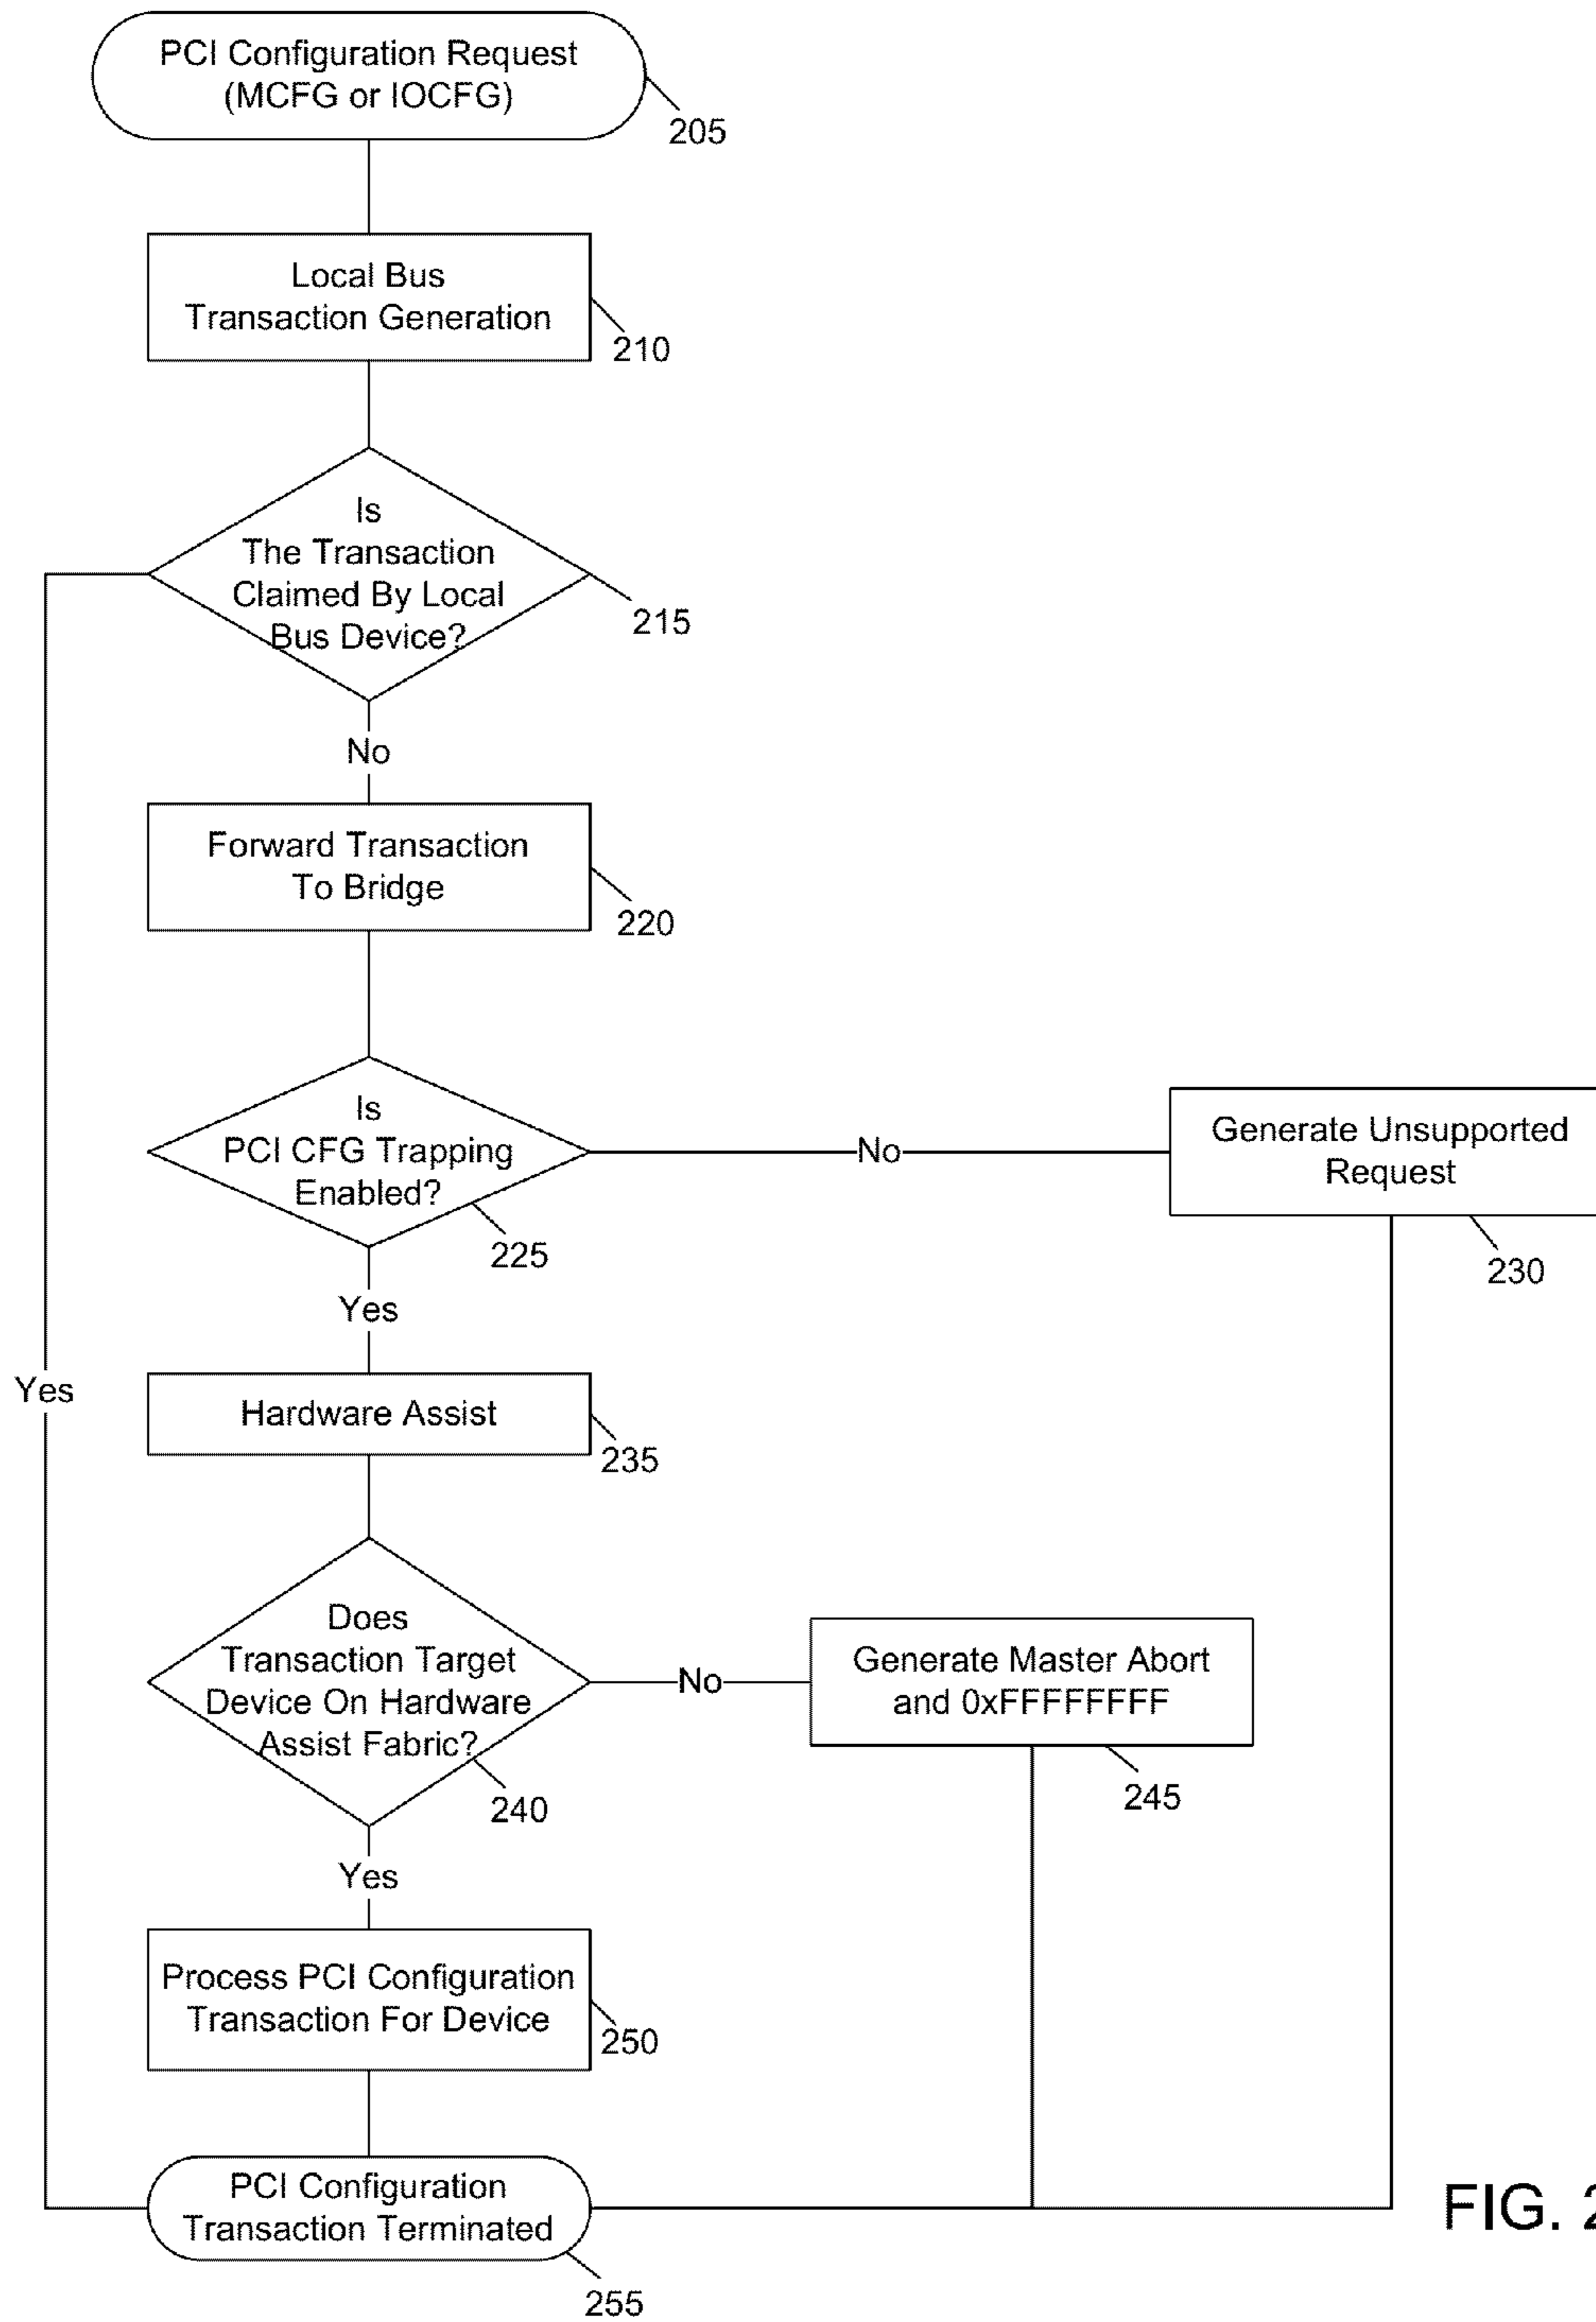 PCI Configuration Request
(MCFG or IOCFG)
205
Local Bus
Transaction Generation
210
Is
The Transaction
Claimed By Local
Bus Device?
215
No
Forward Transaction
To Bridge
220
Is
PCI CFG Trapping
Enabled?
225
No
Generate Unsupported
Request
230
Yes
Yes
Hardware Assist
235
Does
Transaction Target
Device On Hardware
Assist Fabric?
240
No
Generate Master Abort
and 0xFFFFFFFF
245
Yes
Process PCI Configuration
Transaction For Device
250
PCI Configuration
Transaction Terminated
255
FIG. 2